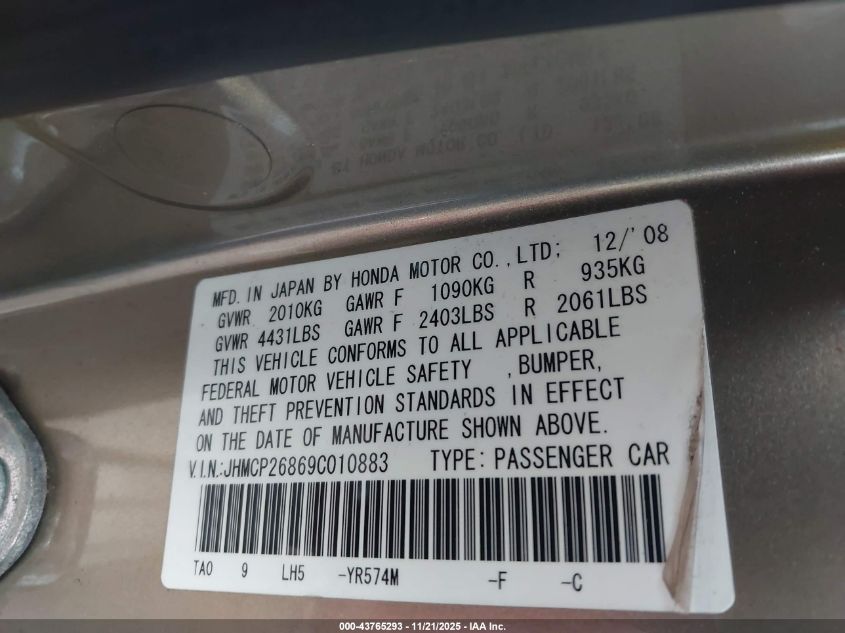 MFD. IN JAPAN BY HONDA MOTOR CO., LTD; 12/'08
GVWR 2010KG GAWR F 1090KG R 935KG
GVWR 4431LBS GAWR F 2403LBS R 2061LBS
THIS VEHICLE CONFORMS TO ALL APPLICABLE
FEDERAL MOTOR VEHICLE SAFETY , BUMPER,
AND THEFT PREVENTION STANDARDS IN EFFECT
ON THE DATE OF MANUFACTURE SHOWN ABOVE.
V.I.N.:JHMCP26869C010883 TYPE: PASSENGER CAR
TA0 9 LH5 -YR574M -F -C
000-43765293 - 11/21/2025 - IAA Inc.